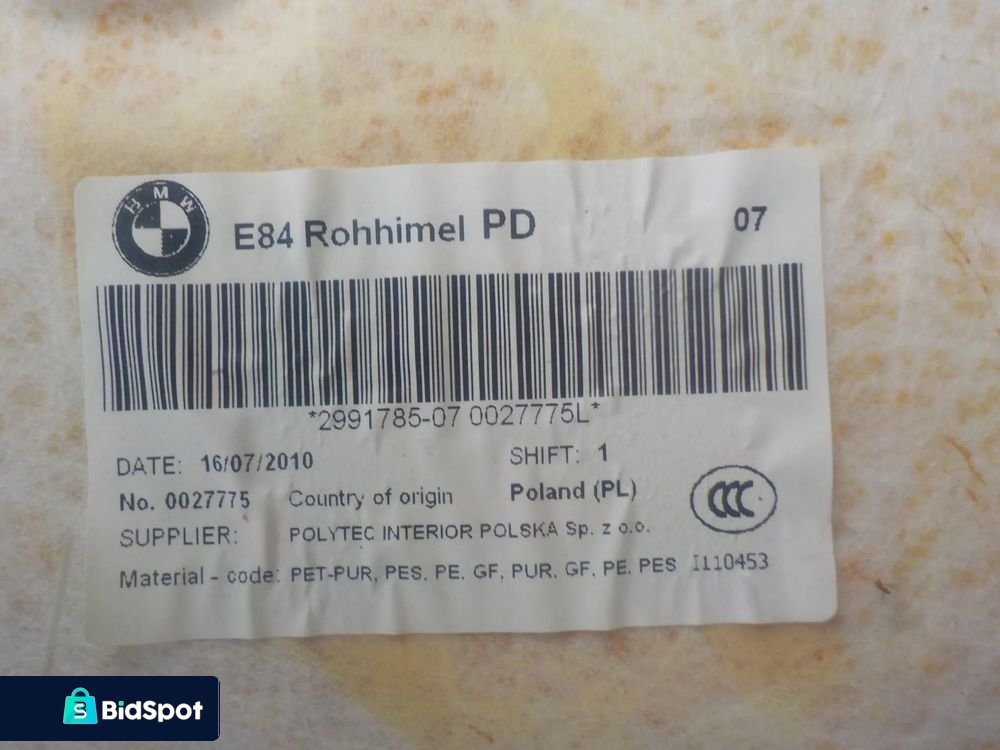 BMW
E84 Rohhimel PD 07
*2991785-07 0027775L*
DATE: 16/07/2010 SHIFT: 1
No. 0027775 Country of origin Poland (PL)
CCC
SUPPLIER: POLYTEC INTERIOR POLSKA Sp. z o.o.
Material - code: PET-PUR, PES, PE, GF, PUR, GF, PE, PES I110453
S BidSpot